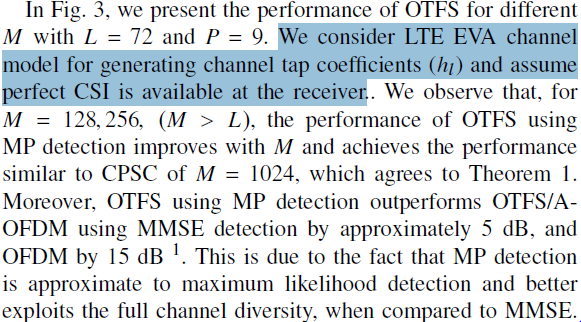 In Fig. 3, we present the performance of OTFS for different
M with L = 72 and P = 9. We consider LTE EVA channel
model for generating channel tap coefficients (h_l) and assume
perfect CSI is available at the receiver.. We observe that, for
M = 128, 256, (M > L), the performance of OTFS using
MP detection improves with M and achieves the performance
similar to CPSC of M = 1024, which agrees to Theorem 1.
Moreover, OTFS using MP detection outperforms OTFS/A-
OFDM using MMSE detection by approximately 5 dB, and
OFDM by 15 dB ¹. This is due to the fact that MP detection
is approximate to maximum likelihood detection and better
exploits the full channel diversity, when compared to MMSE.